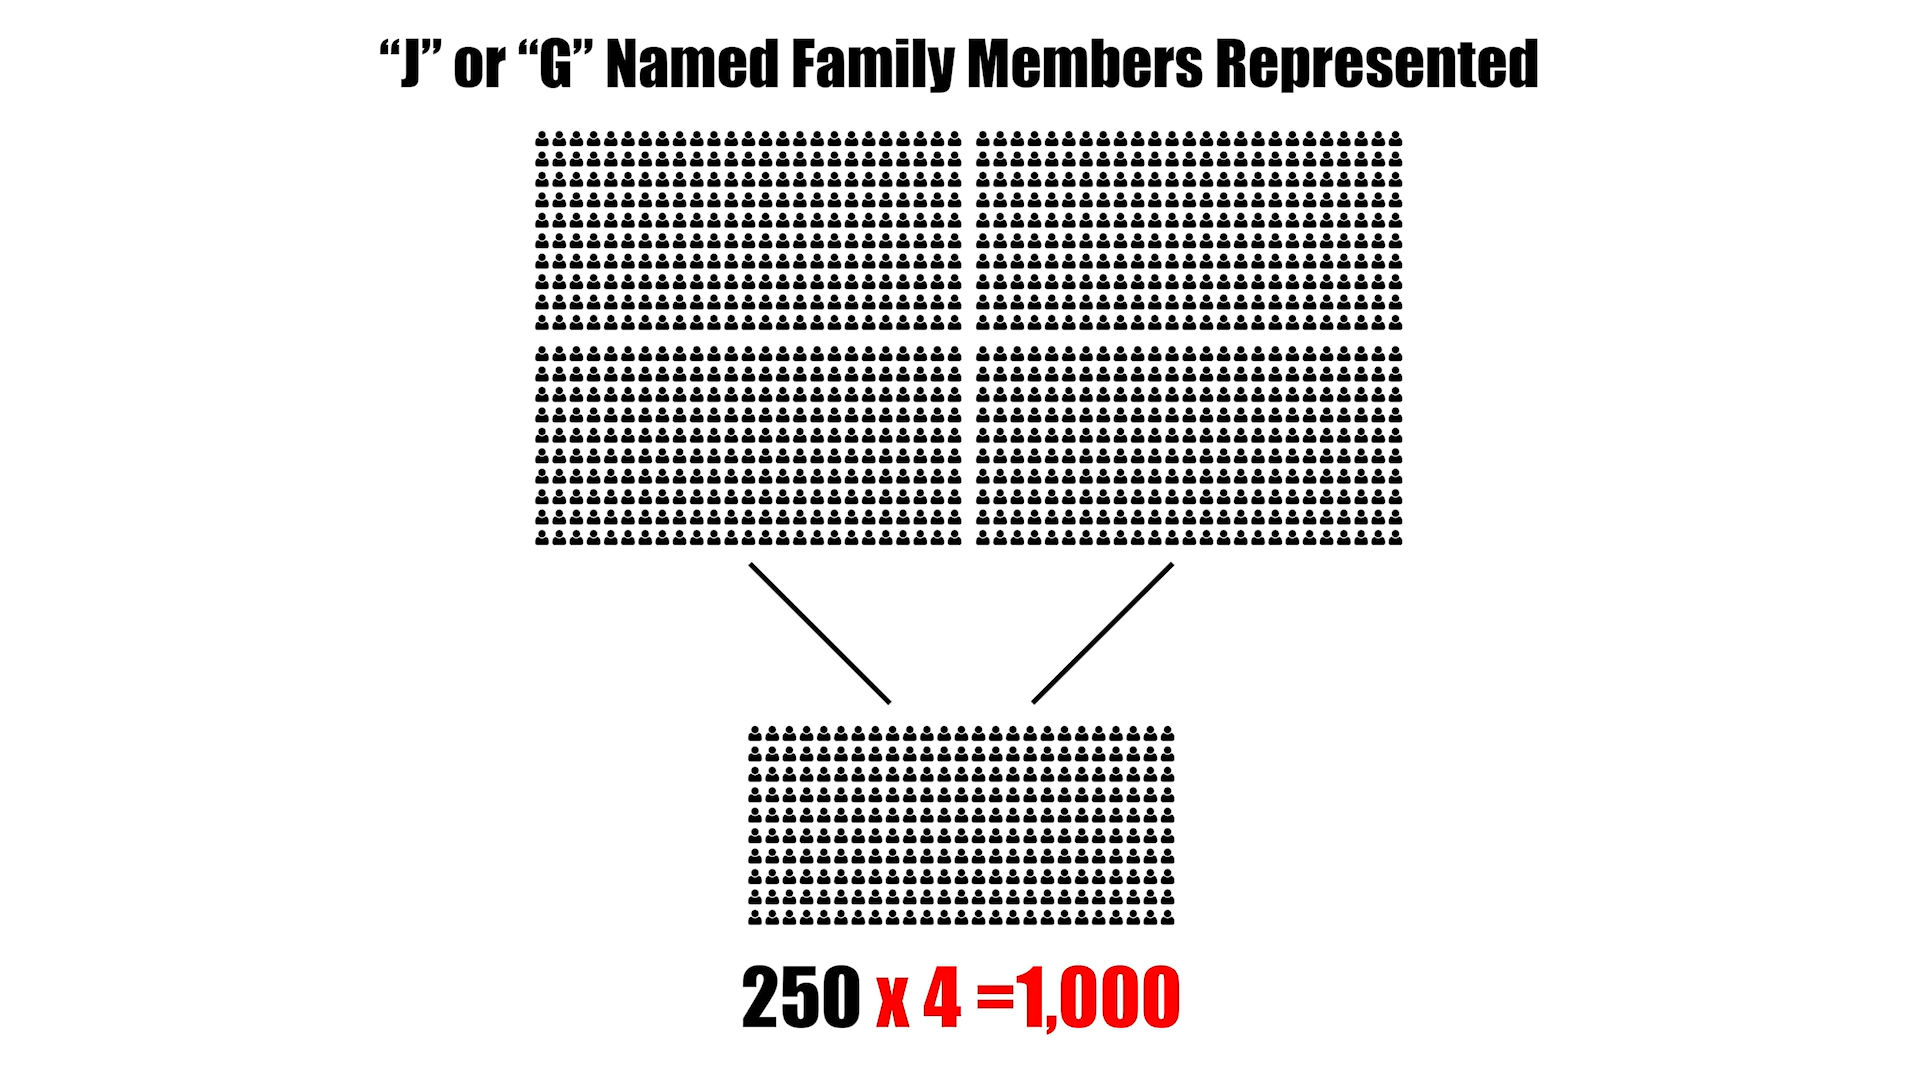 “J” or “G” Named Family Members Represented
250 x 4 =1,000